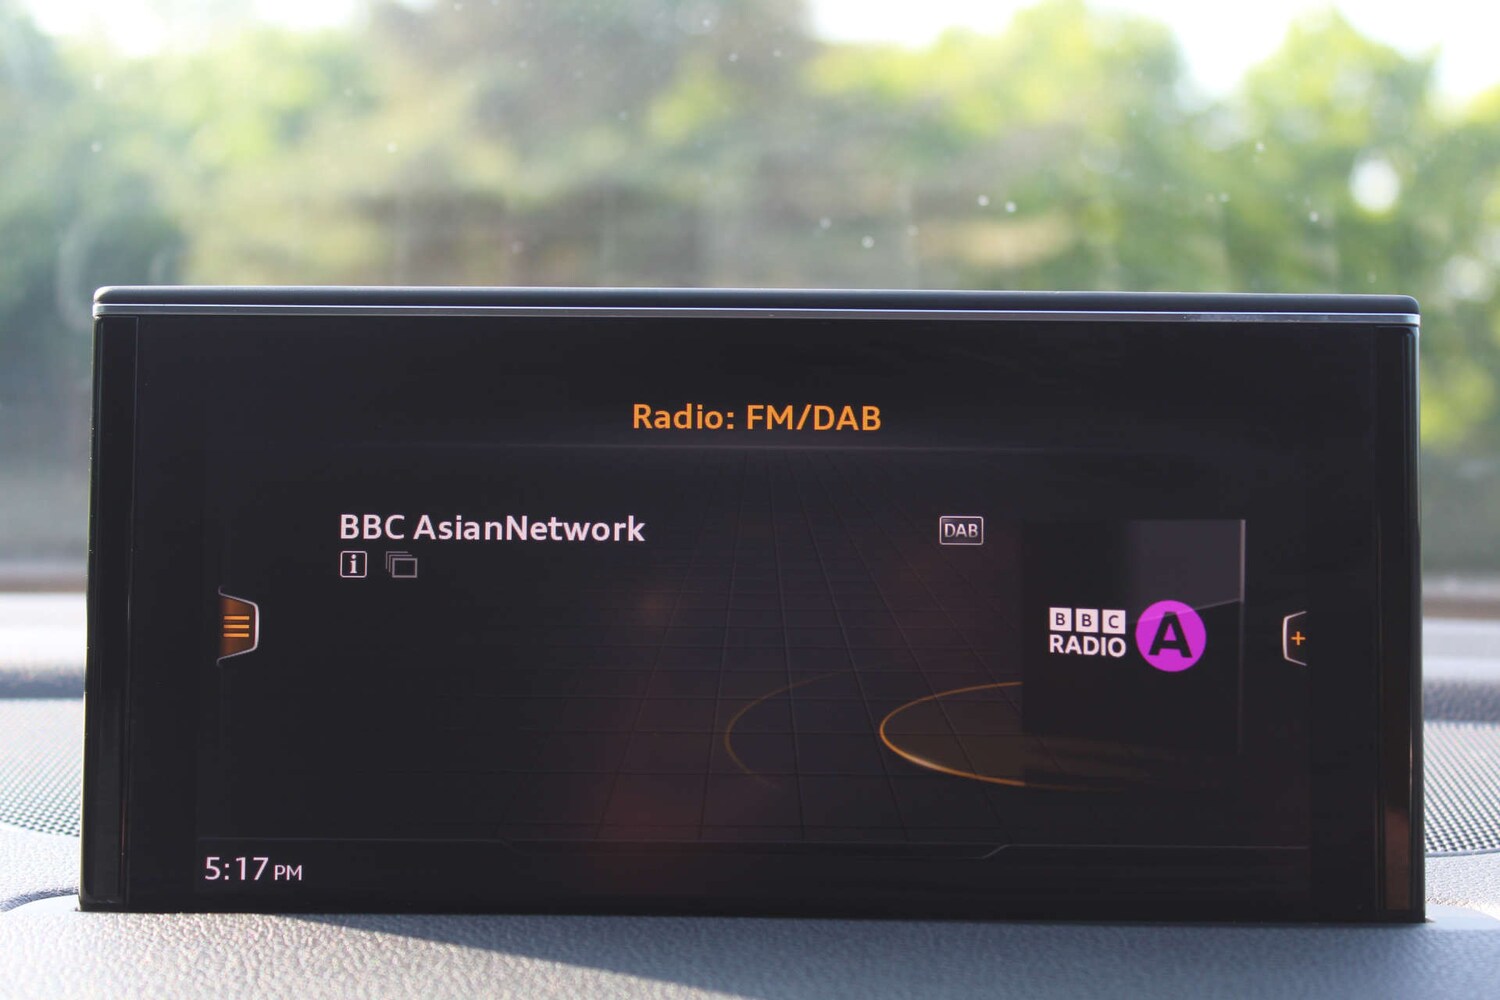 Radio: FM/DAB
BBC AsianNetwork
DAB
i
BBC
RADIO A
+
5:17 PM